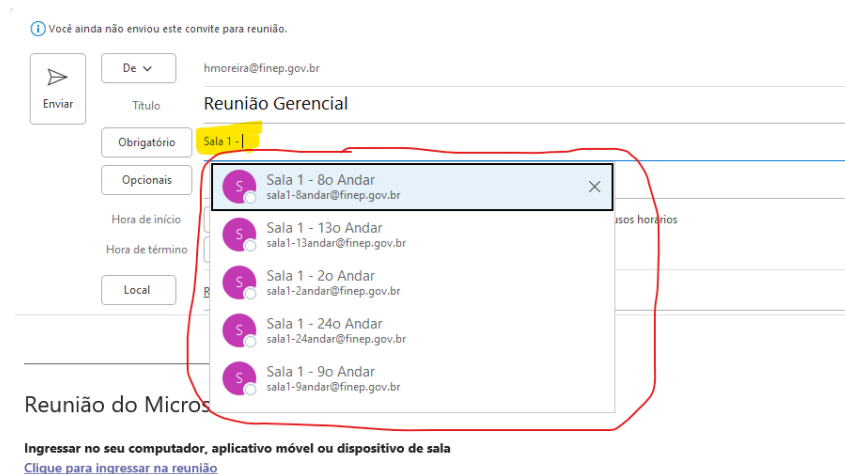 Você ainda não enviou este convite para reunião.
De
hmoreira@finep.gov.br
Enviar
Título
Reunião Gerencial
Obrigatório
Sala 1 -
Opcionais
S
Sala 1 - 8o Andar
sala1-8andar@finep.gov.br
Hora de início
S
Sala 1 - 13o Andar
sala1-13andar@finep.gov.br
usos horários
Hora de término
S
Sala 1 - 2o Andar
sala1-2andar@finep.gov.br
Local
R
S
Sala 1 - 24o Andar
sala1-24andar@finep.gov.br
S
Sala 1 - 9o Andar
sala1-9andar@finep.gov.br
Reunião do Micros
Ingressar no seu computador, aplicativo móvel ou dispositivo de sala
Clique para ingressar na reunião